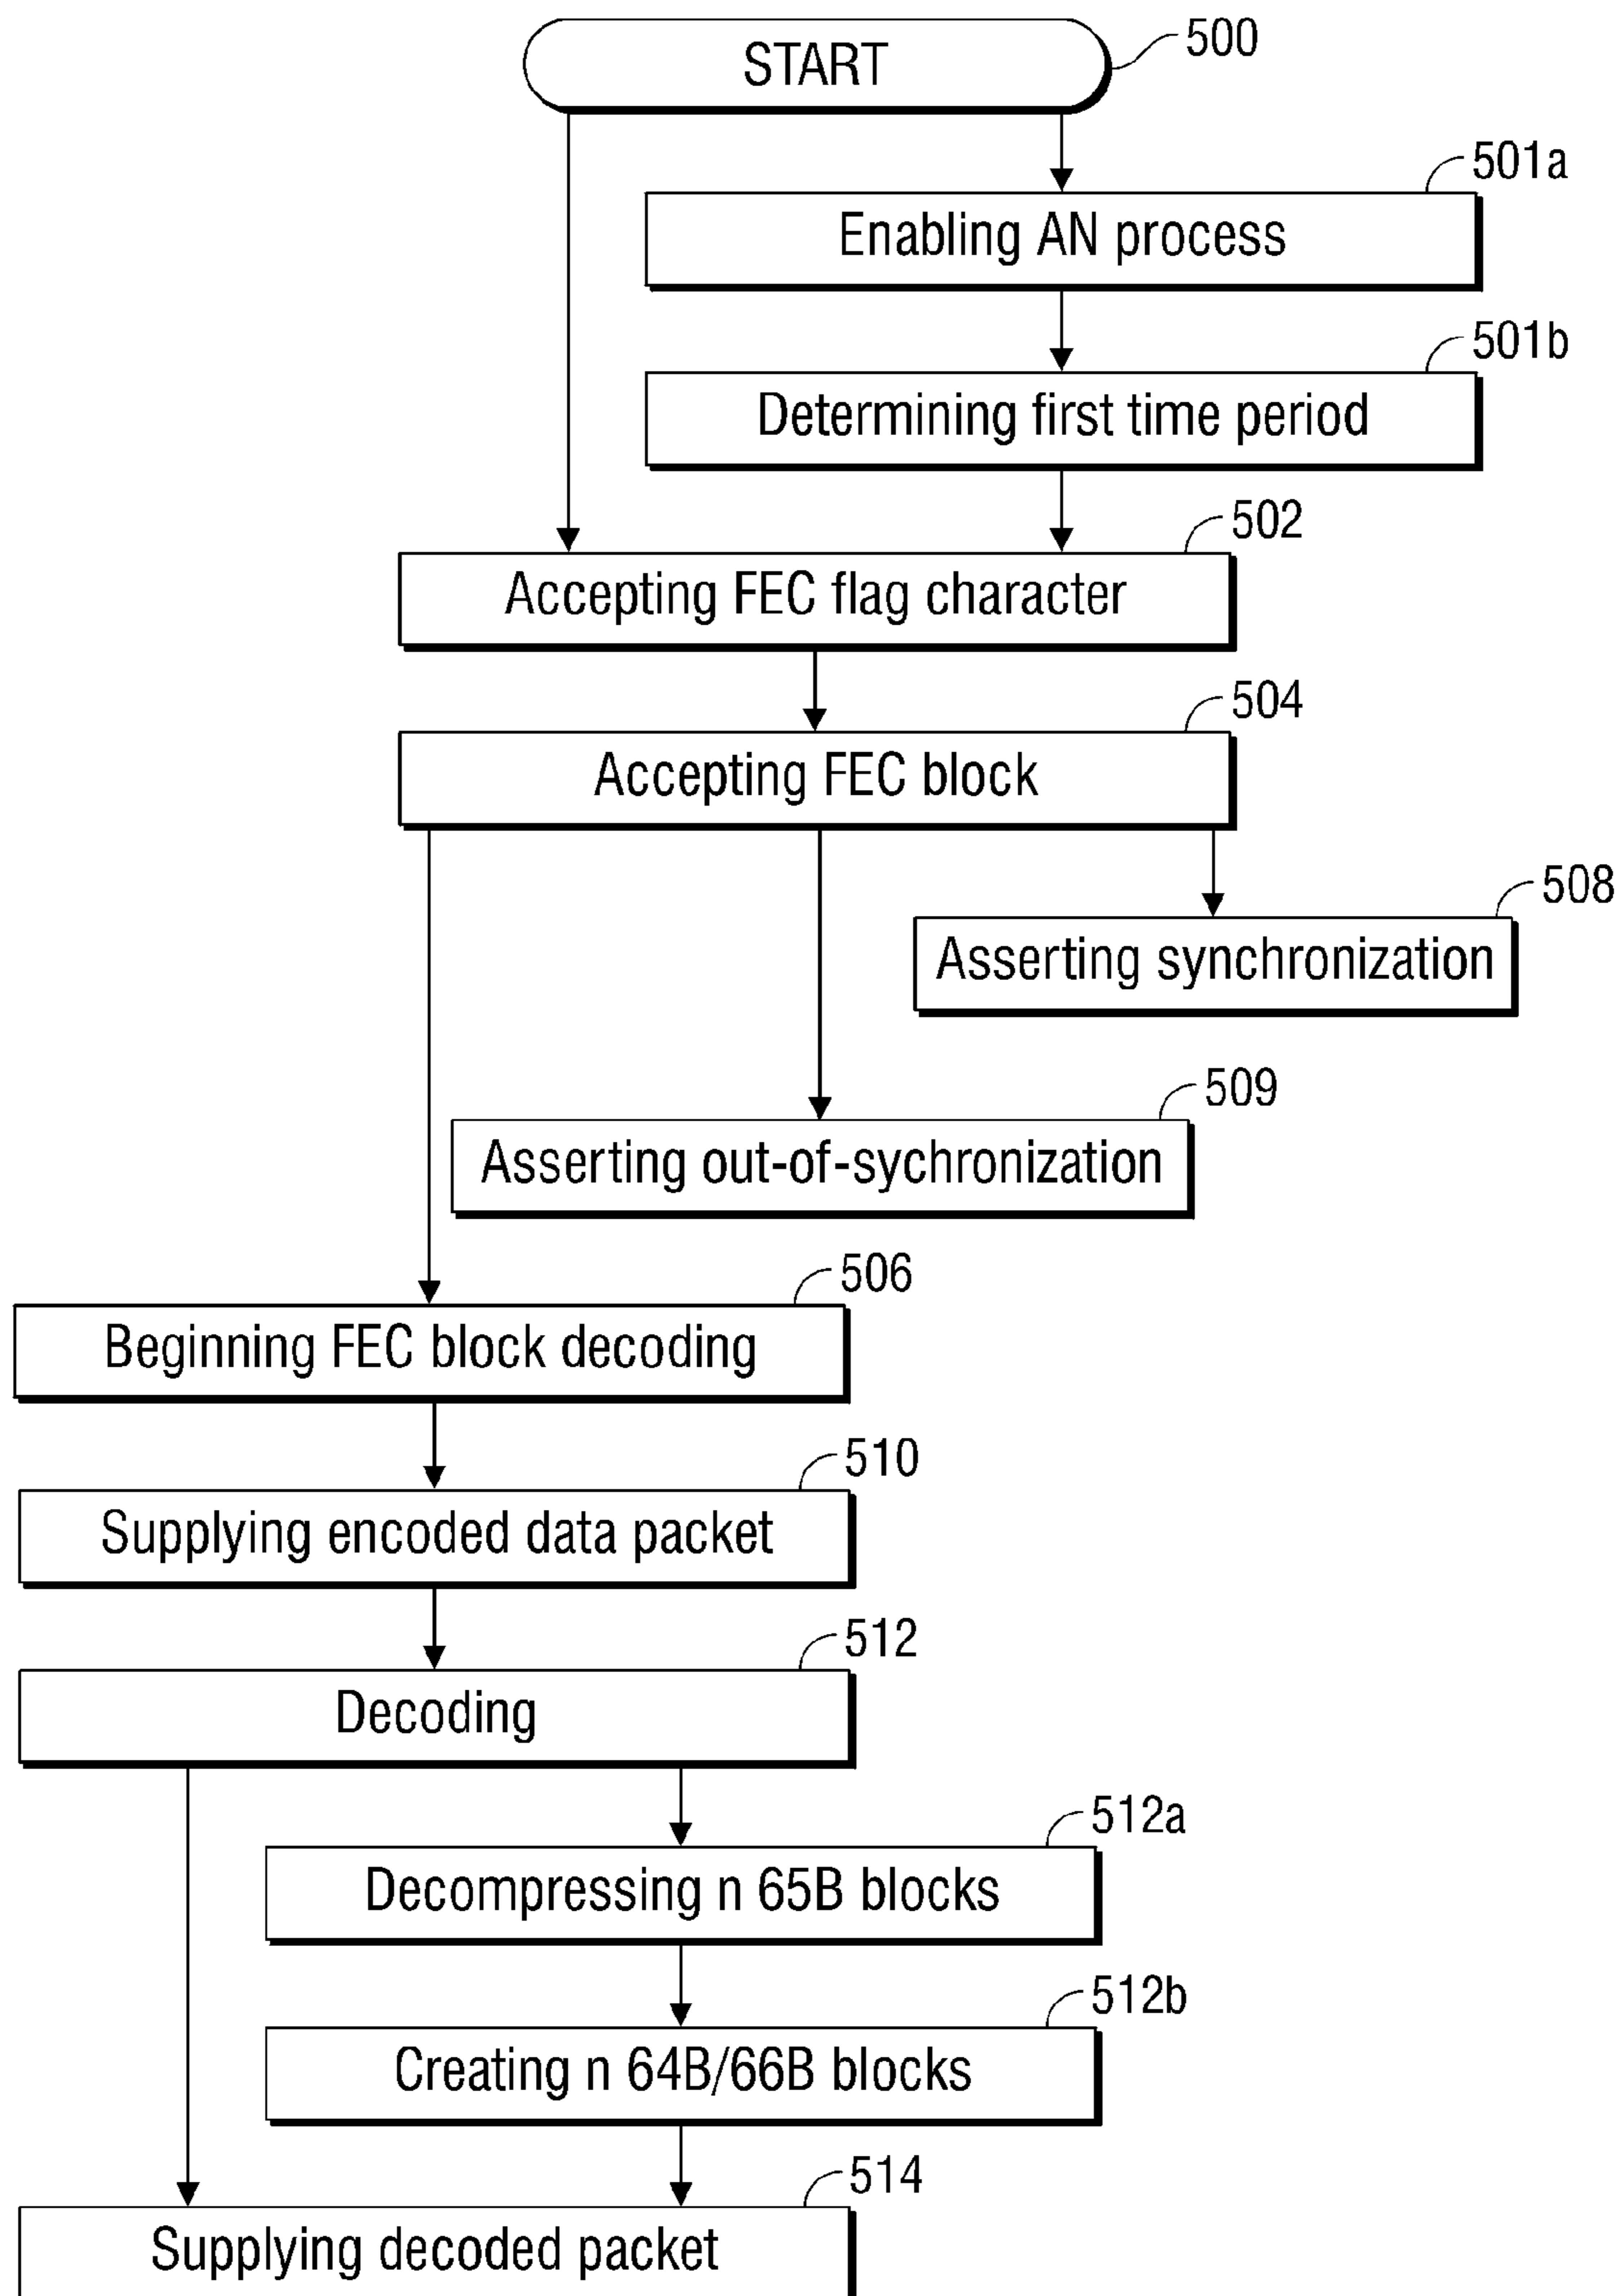 START
500
501a
Enabling AN process
501b
Determining first time period
502
Accepting FEC flag character
504
Accepting FEC block
508
Asserting synchronization
509
Asserting out-of-sychronization
506
Beginning FEC block decoding
510
Supplying encoded data packet
512
Decoding
512a
Decompressing n 65B blocks
512b
Creating n 64B/66B blocks
514
Supplying decoded packet